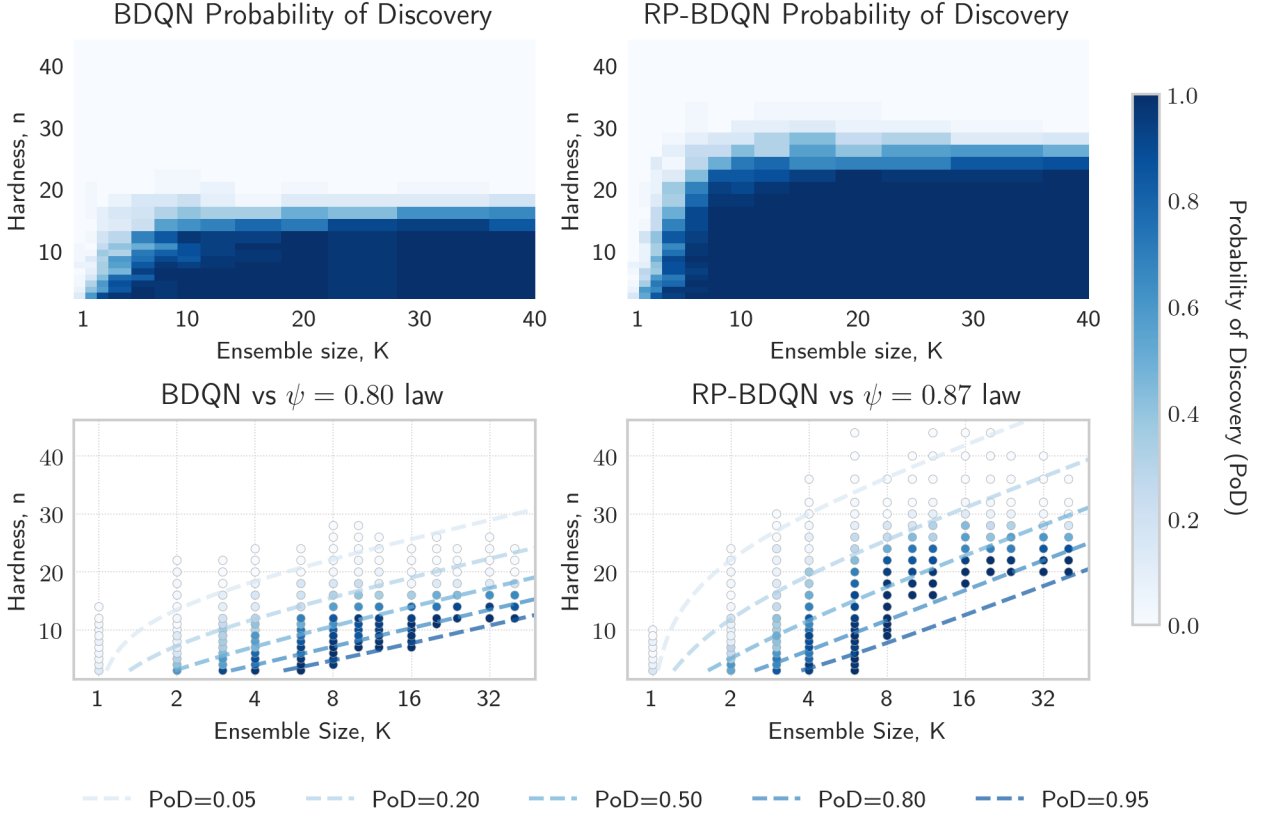 BDQN Probability of Discovery
RP-BDQN Probability of Discovery
Hardness, n
40
30
20
10
1 10 20 30 40
Ensemble size, K
Hardness, n
40
30
20
10
1 10 20 30 40
Ensemble size, K
1.0
0.8
0.6
0.4
0.2
0.0
Probability of Discovery (PoD)
BDQN vs ψ = 0.80 law
RP-BDQN vs ψ = 0.87 law
Hardness, n
40
30
20
10
1 2 4 8 16 32
Ensemble Size, K
Hardness, n
40
30
20
10
1 2 4 8 16 32
Ensemble Size, K
PoD=0.05 PoD=0.20 PoD=0.50 PoD=0.80 PoD=0.95